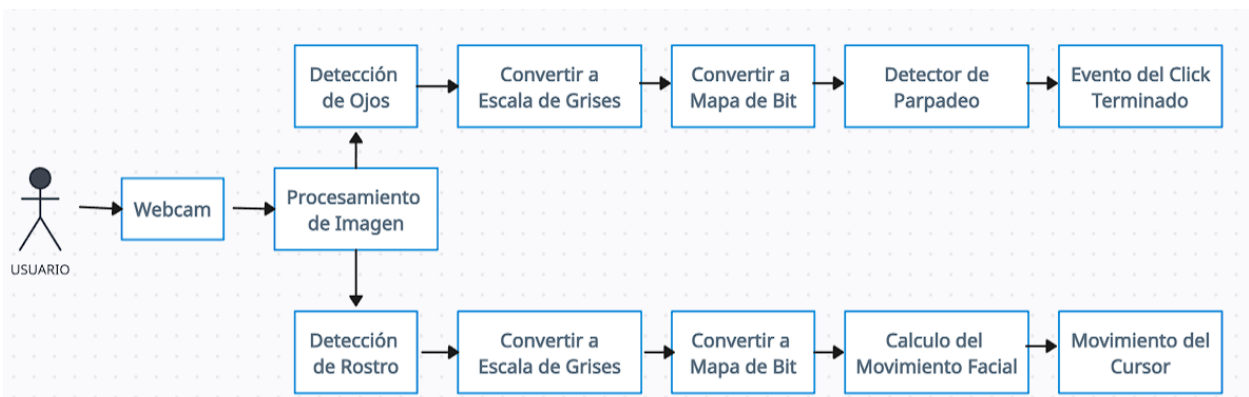 Detección
de Ojos
Convertir a
Escala de Grises
Convertir a
Mapa de Bit
Detector de
Parpadeo
Evento del Click
Terminado
USUARIO
Webcam
Procesamiento
de Imagen
Detección
de Rostro
Convertir a
Escala de Grises
Convertir a
Mapa de Bit
Calculo del
Movimiento Facial
Movimiento del
Cursor